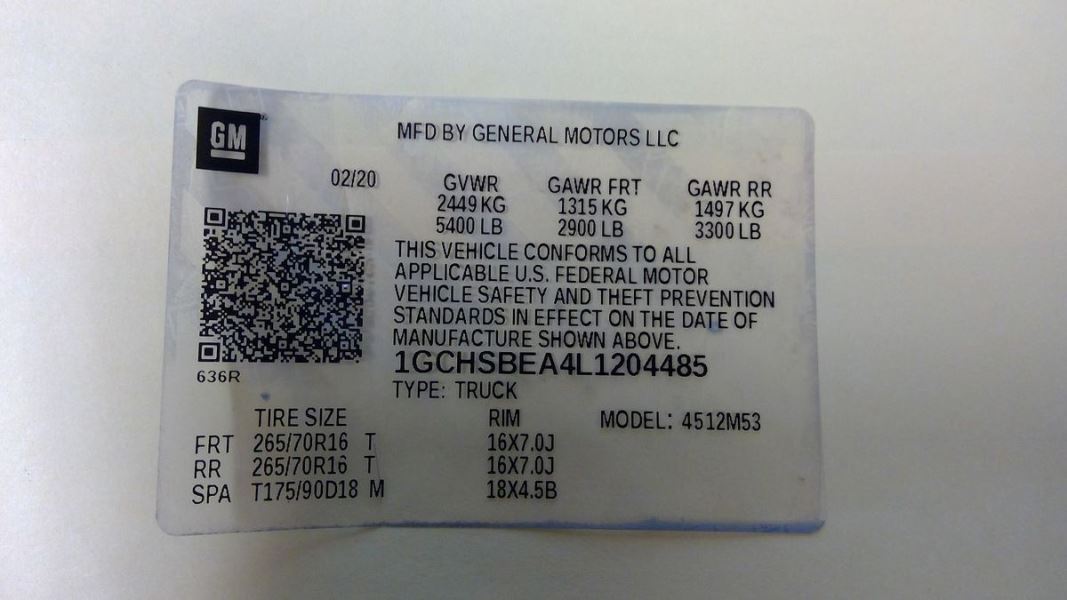 GM
MFD BY GENERAL MOTORS LLC
02/20 GVWR GAWR FRT GAWR RR
2449 KG 1315 KG 1497 KG
5400 LB 2900 LB 3300 LB
THIS VEHICLE CONFORMS TO ALL
APPLICABLE U.S. FEDERAL MOTOR
VEHICLE SAFETY AND THEFT PREVENTION
STANDARDS IN EFFECT ON THE DATE OF
MANUFACTURE SHOWN ABOVE.
1GCHSBEA4L1204485
636R
TYPE: TRUCK
TIRE SIZE RIM MODEL: 4512M53
FRT 265/70R16 T 16X7.0J
RR 265/70R16 T 16X7.0J
SPA T175/90D18 M 18X4.5B